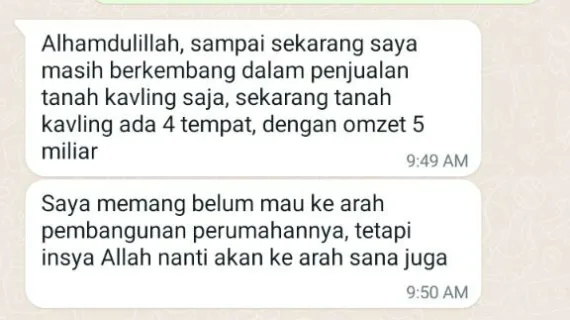 Alhamdulillah, sampai sekarang saya
masih berkembang dalam penjualan
tanah kavling saja, sekarang tanah
kavling ada 4 tempat, dengan omzet 5
miliar
9:49 AM
Saya memang belum mau ke arah
pembangunan perumahannya, tetapi
insya Allah nanti akan ke arah sana juga
9:50 AM